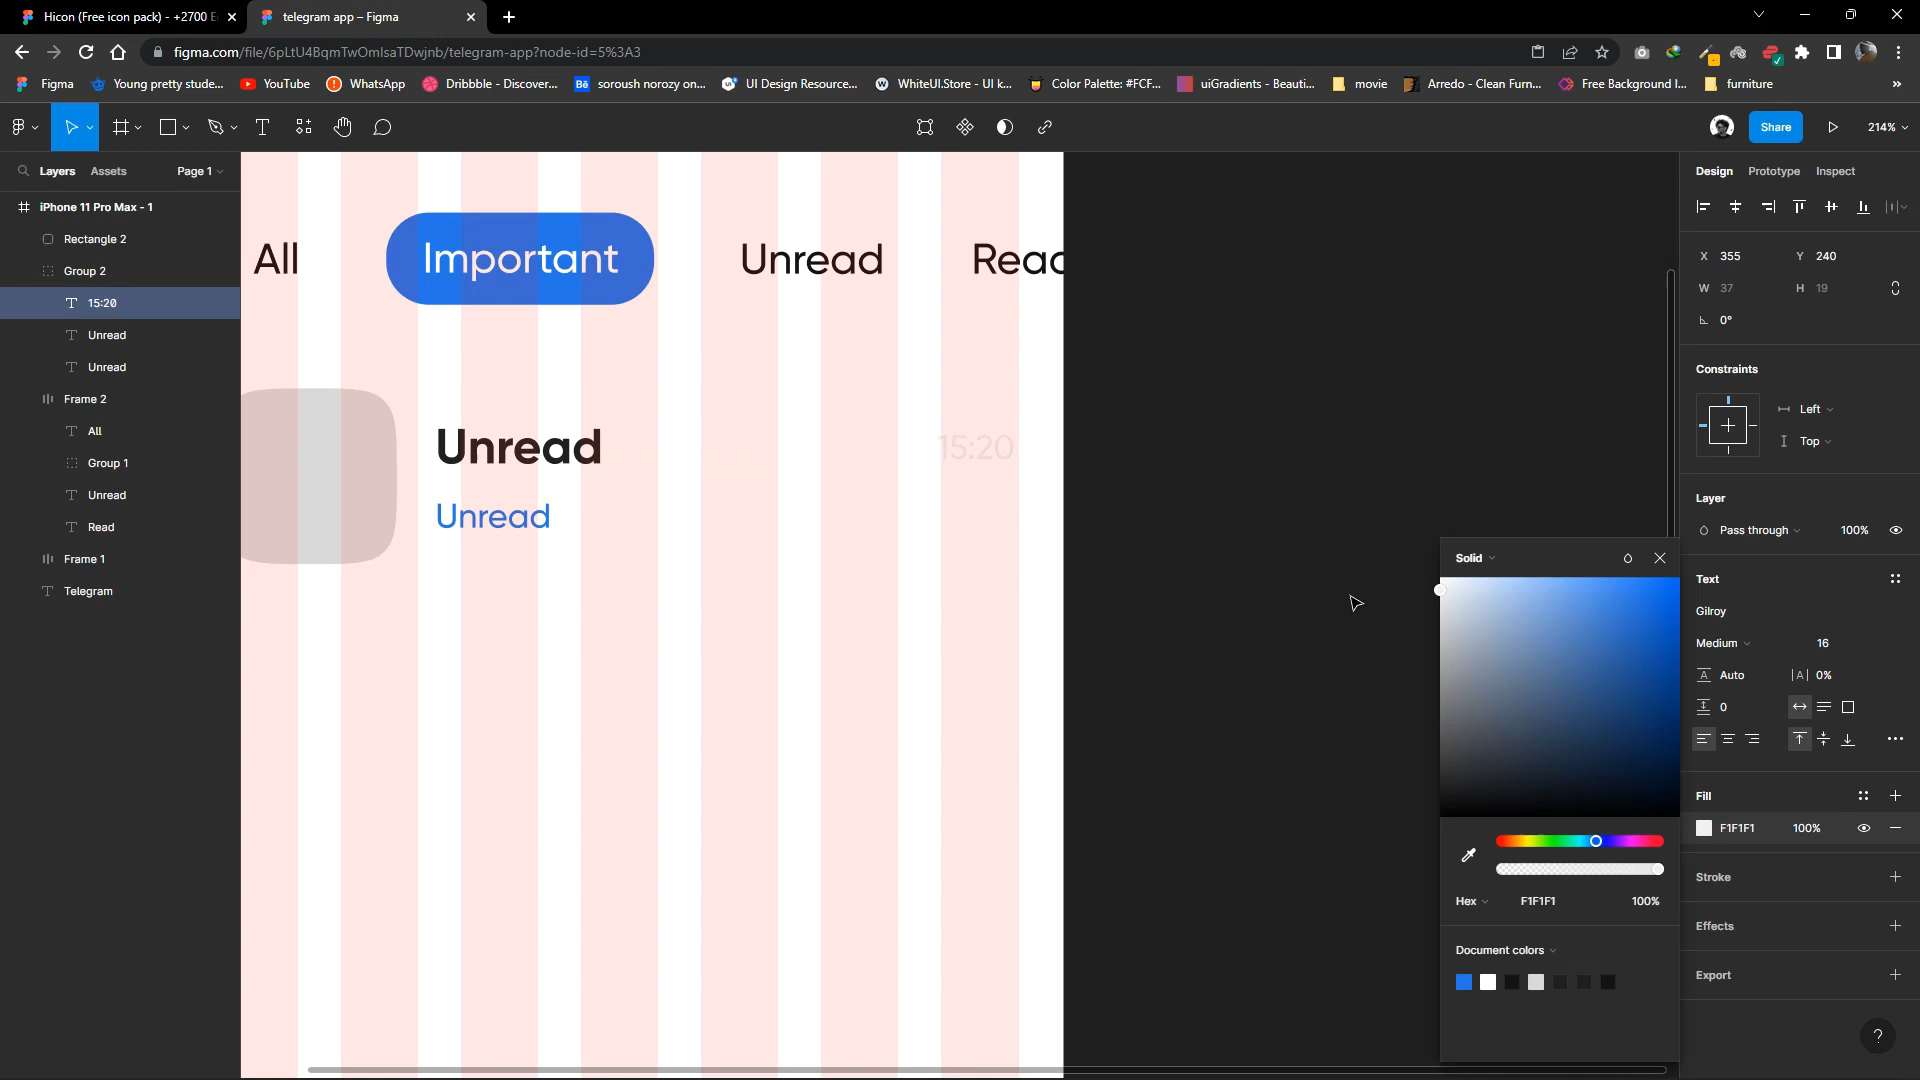 Hicon (Free icon pack) - +2700 E
telegram app – Figma
figma.com/file/6pLtU4BqmTwOmIsaTDwjnb/telegram-app?node-id=5%3A3
Figma
Young pretty stude...
YouTube
WhatsApp
Dribbble - Discover...
Bē
soroush norozy on...
UI Design Resource...
WhiteUI.Store - UI k...
Color Palette: #FCF...
uiGradients - Beauti...
movie
Arredo - Clean Furn...
Free Background I...
furniture
»
Share
214%
Layers
Assets
Page 1
Design
Prototype
Inspect
iPhone 11 Pro Max - 1
Rectangle 2
Group 2
15:20
Unread
Unread
Frame 2
All
Group 1
Unread
Read
Frame 1
Telegram
All
Important
Unread
Read
Unread
15:20
Unread
X 355
Y 240
W 37
H 19
0°
Constraints
Left
Top
Layer
Pass through
100%
Text
Gilroy
Medium
16
Auto
0%
0
Fill
F1F1F1
100%
Stroke
Effects
Export
Solid
Hex
F1F1F1
100%
Document colors
?